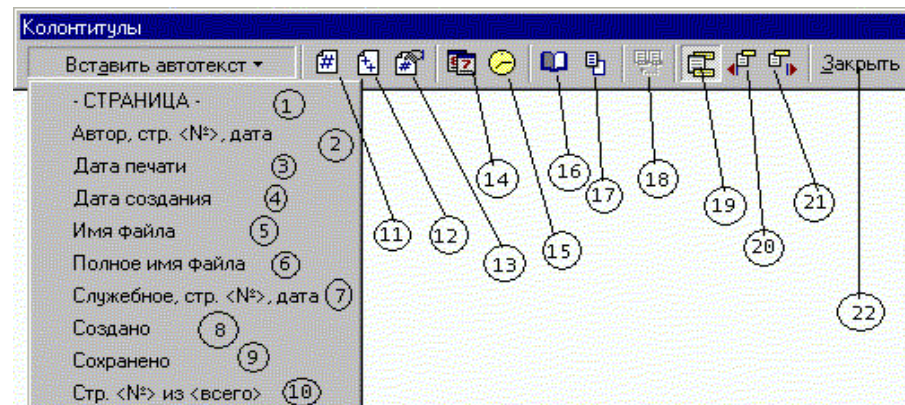 Колонтитулы
Вставить автотекст
Закрыть
- СТРАНИЦА - 1
Автор, стр. <№>, дата 2
Дата печати 3
Дата создания 4
Имя файла 5
Полное имя файла 6
Служебное, стр. <№>, дата 7
Создано 8
Сохранено 9
Стр. <№> из <всего> 10
11 12 13 14 15 16 17 18 19 20 21 22